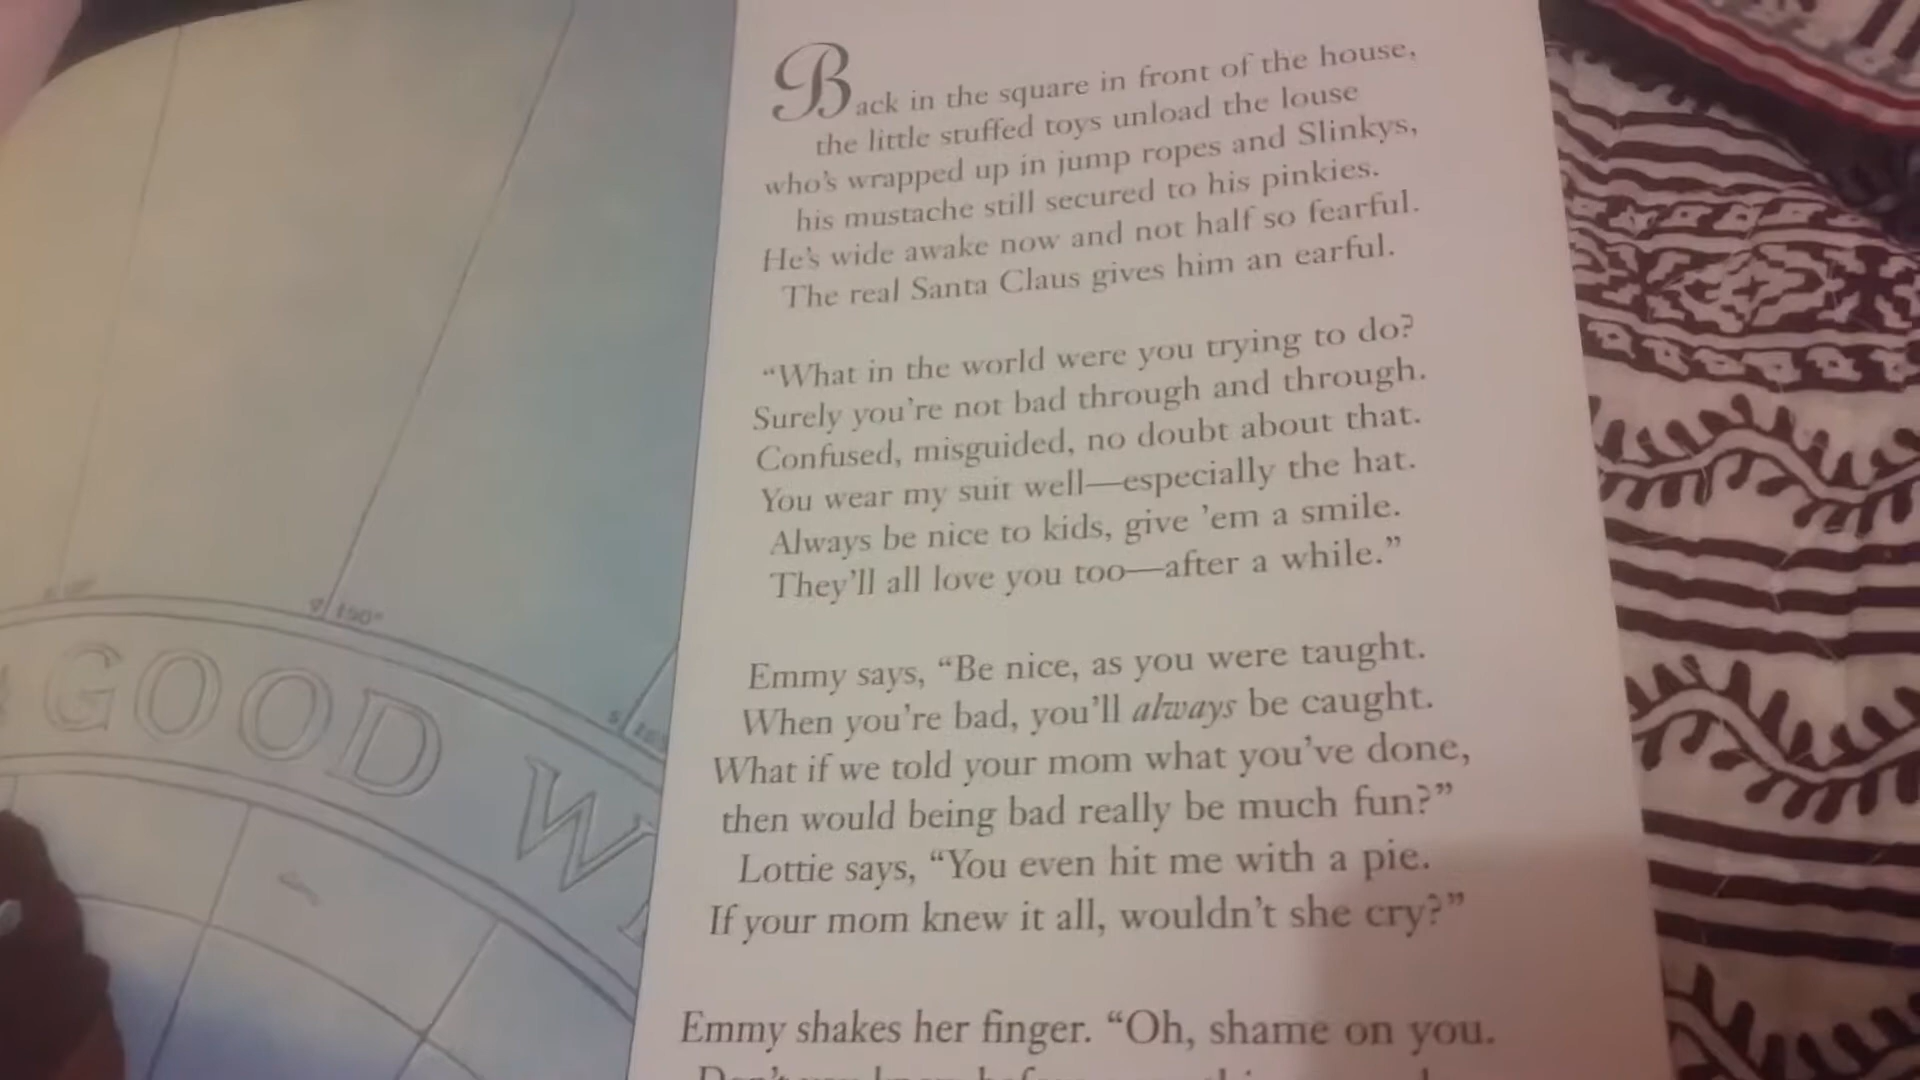 GOOD
150°
Back in the square in front of the house,
the little stuffed toys unload the louse
who's wrapped up in jump ropes and Slinkys,
his mustache still secured to his pinkies.
He's wide awake now and not half so fearful.
The real Santa Claus gives him an earful.
“What in the world were you trying to do?
Surely you're not bad through and through.
Confused, misguided, no doubt about that.
You wear my suit well—especially the hat.
Always be nice to kids, give 'em a smile.
They'll all love you too—after a while.”
Emmy says, “Be nice, as you were taught.
When you're bad, you'll always be caught.
What if we told your mom what you've done,
then would being bad really be much fun?”
Lottie says, “You even hit me with a pie.
If your mom knew it all, wouldn't she cry?”
Emmy shakes her finger. “Oh, shame on you.